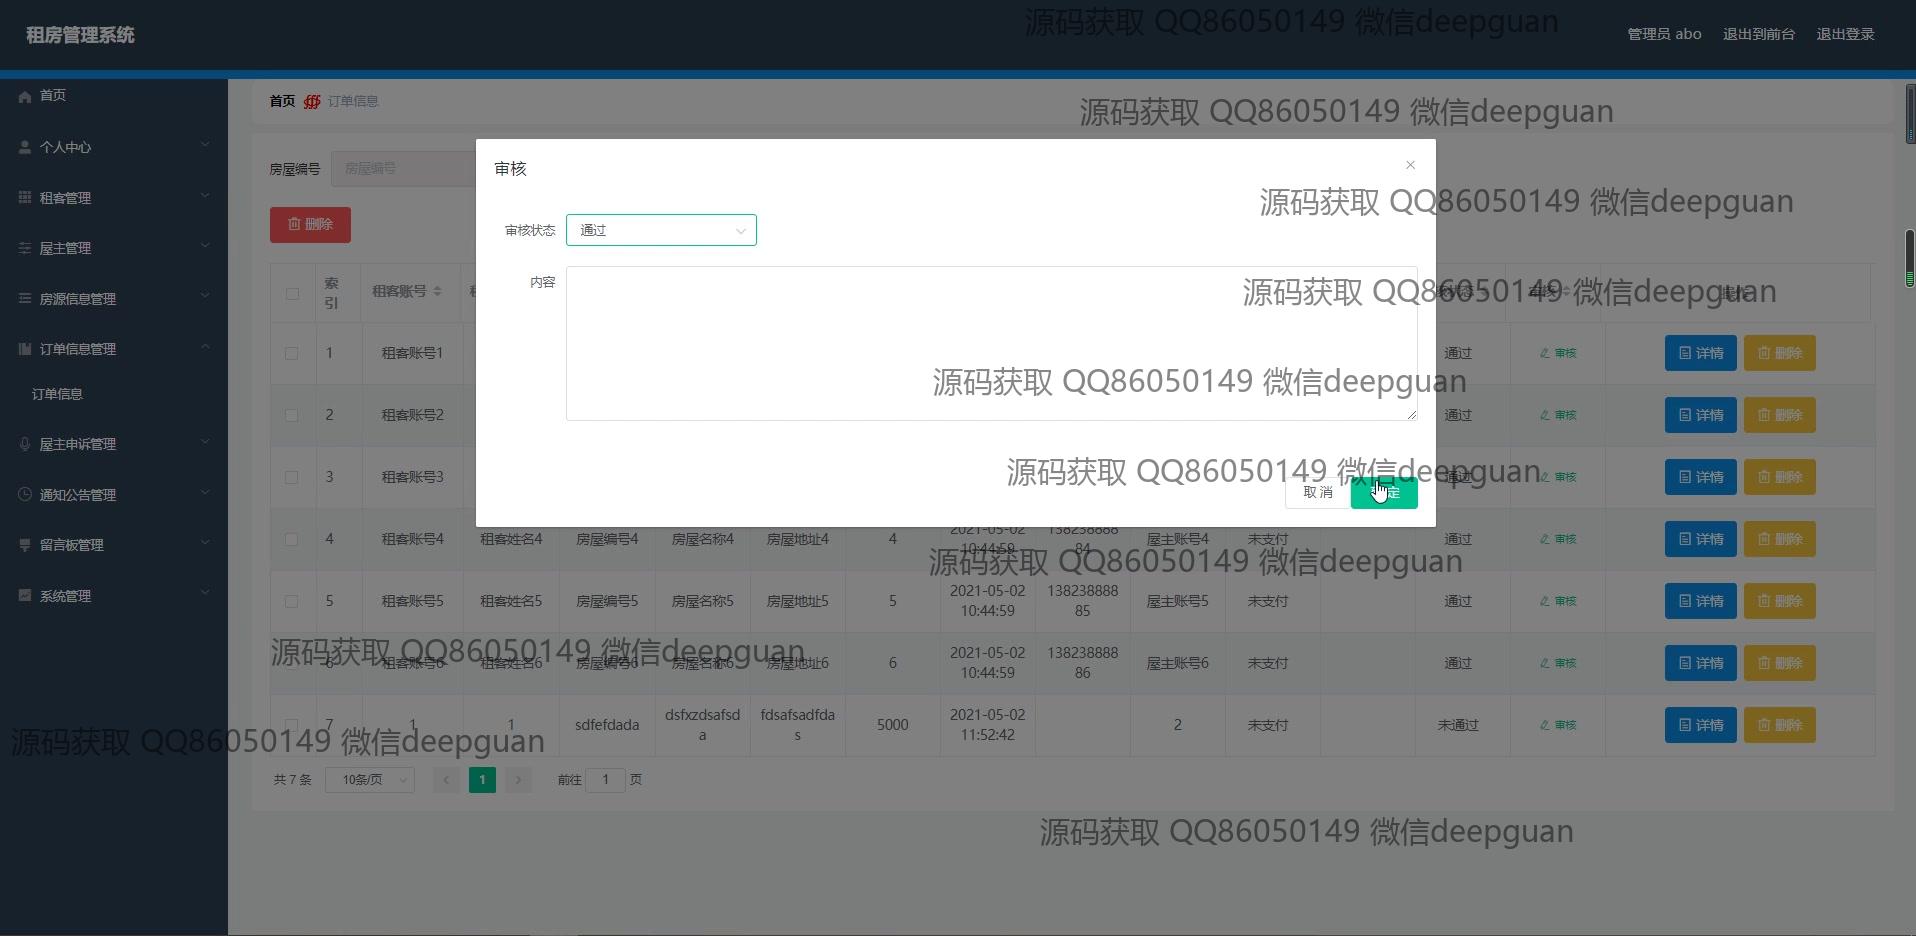 租房管理系统
源码获取 QQ86050149 微信deepguan
管理员 abo 退出到前台 退出登录
首页
个人中心
租客管理
屋主管理
房源信息管理
订单信息管理
订单信息
屋主申诉管理
通知公告管理
留言板管理
系统管理
首页 订单信息
源码获取 QQ86050149 微信deepguan
房屋编号 房屋编号
删除
审核
源码获取 QQ86050149 微信deepguan
审核状态 通过
内容
源码获取 QQ86050149 微信deepguan
源码获取 QQ86050149 微信deepguan
源码获取 QQ86050149 微信deepguan
取消
索引 租客账号 审核
1 租客账号1 通过 审核 详情 删除
2 租客账号2 通过 审核 详情 删除
3 租客账号3 通过 审核 详情 删除
4 租客账号4 租客姓名4 房屋编号4 房屋名称4 房屋地址4 4 2021-05-02 10:44:59 13823888884 屋主账号4 未支付 通过 审核 详情 删除
源码获取 QQ86050149 微信deepguan
5 租客账号5 租客姓名5 房屋编号5 房屋名称5 房屋地址5 5 2021-05-02 10:44:59 13823888885 屋主账号5 未支付 通过 审核 详情 删除
源码获取 QQ86050149 微信deepguan
6 租客账号6 租客姓名6 房屋编号6 房屋名称6 房屋地址6 6 2021-05-02 10:44:59 13823888886 屋主账号6 未支付 通过 审核 详情 删除
7 1 1 sdfefdada dsfxzdsafsda fdsafsadfdas 5000 2021-05-02 11:52:42 2 未支付 未通过 审核 详情 删除
源码获取 QQ86050149 微信deepguan
共 7 条 10条/页 1 前往 1 页
源码获取 QQ86050149 微信deepguan